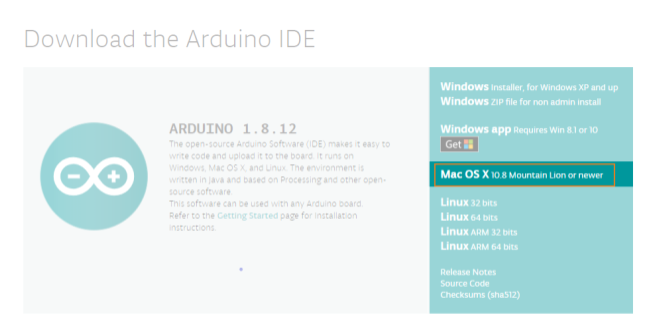 Download the Arduino IDE
ARDUINO 1.8.12
The open-source Arduino Software (IDE) makes it easy to
write code and upload it to the board. It runs on
Windows, Mac OS X, and Linux. The environment is
written in Java and based on Processing and other open-
source software.
This software can be used with any Arduino board.
Refer to the Getting Started page for Installation
instructions.
Windows Installer, for Windows XP and up
Windows ZIP file for non admin install
Windows app Requires Win 8.1 or 10
Get
Mac OS X 10.8 Mountain Lion or newer
Linux 32 bits
Linux 64 bits
Linux ARM 32 bits
Linux ARM 64 bits
Release Notes
Source Code
Checksums (sha512)